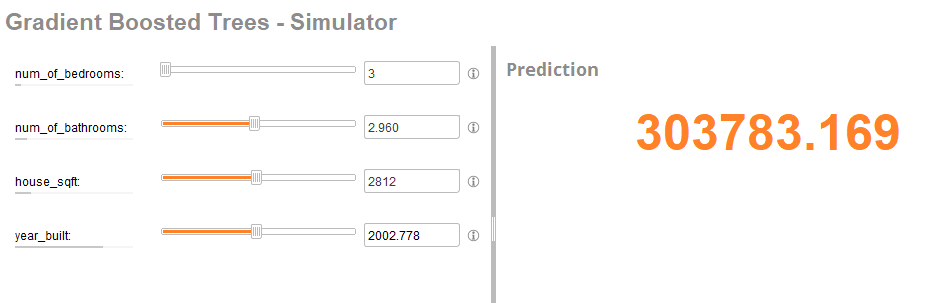 Gradient Boosted Trees - Simulator
num_of_bedrooms: 3
num_of_bathrooms: 2.960
house_sqft: 2812
year_built: 2002.778
Prediction
303783.169